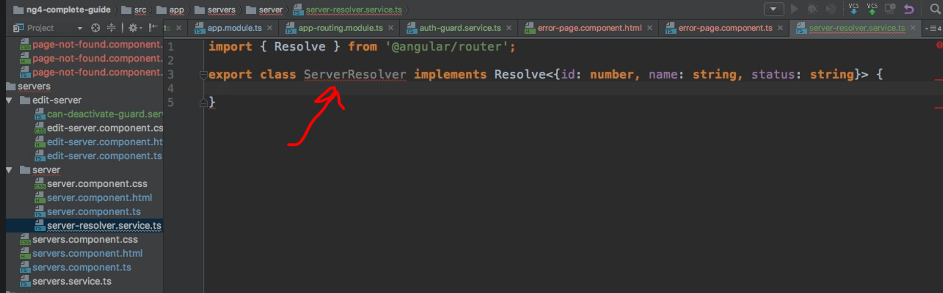 ng4-complete-guide src app servers server server-resolver.service.ts
VCS VCS
Project
app.module.ts × app-routing.module.ts × auth-guard.service.ts × error-page.component.html × error-page.component.ts × server-resolver.service.ts ×
page-not-found.component.
page-not-found.component.
page-not-found.component.
servers
edit-server
can-deactivate-guard.serv
edit-server.component.cs
edit-server.component.ht
edit-server.component.ts
server
server.component.css
server.component.html
server.component.ts
server-resolver.service.ts
servers.component.css
servers.component.html
servers.component.ts
servers.service.ts
1 import { Resolve } from '@angular/router';
2
3 export class ServerResolver implements Resolve<{id: number, name: string, status: string}> {
4
5 }